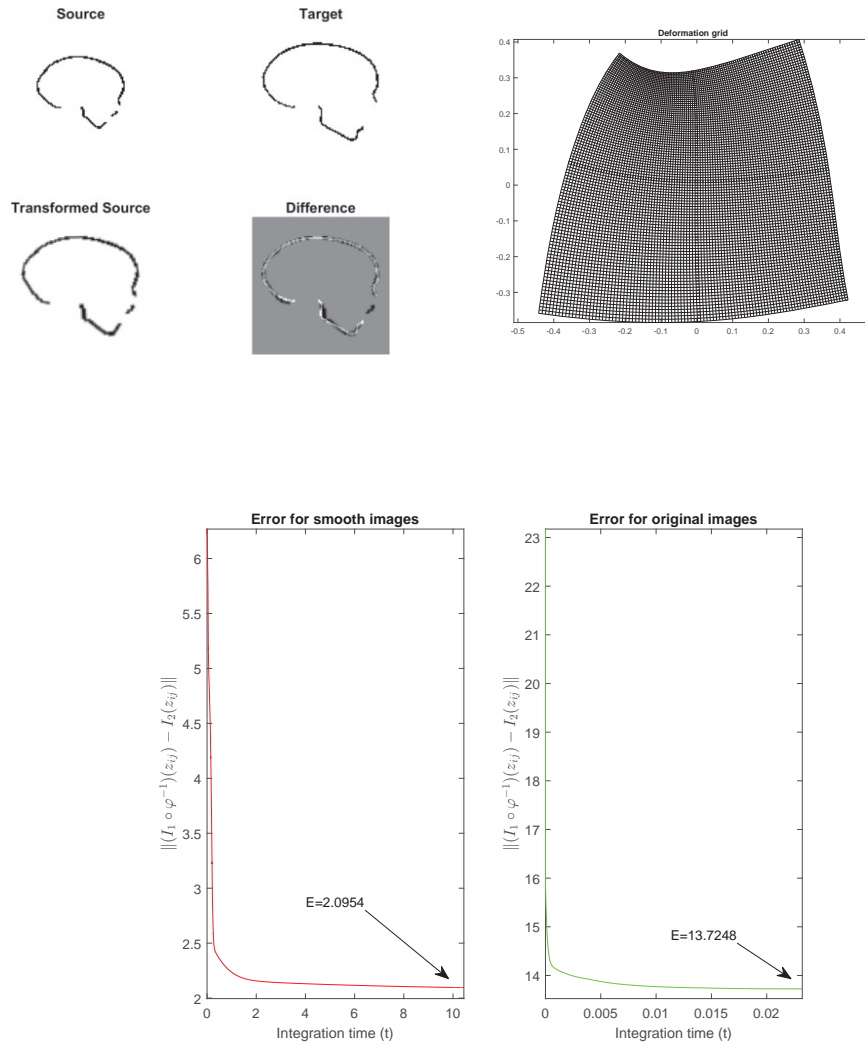 Source
Target
Transformed Source
Difference
Deformation grid
0.4
0.3
0.2
0.1
0
-0.1
-0.2
-0.3
-0.5 -0.4 -0.3 -0.2 -0.1 0 0.1 0.2 0.3 0.4
Error for smooth images
6
5.5
5
4.5
4
3.5
3
2.5
2
||(I₁ ∘ φ⁻¹)(zᵢⱼ) − I₂(zᵢⱼ)||
E=2.0954
0 2 4 6 8 10
Integration time (t)
Error for original images
23
22
21
20
19
18
17
16
15
14
||(I₁ ∘ φ⁻¹)(zᵢⱼ) − I₂(zᵢⱼ)||
E=13.7248
0 0.005 0.01 0.015 0.02
Integration time (t)